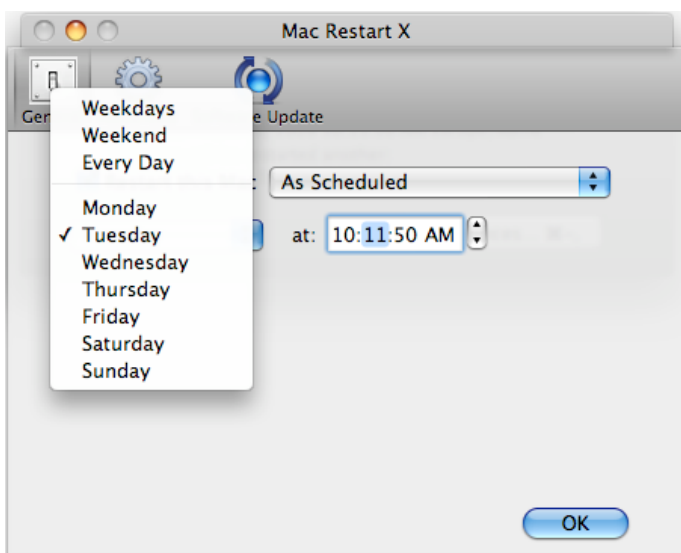 Mac Restart X
Gen e Update
Weekdays
Weekend
Every Day
: As Scheduled
Monday
✓ Tuesday at: 10:11:50 AM
Wednesday
Thursday
Friday
Saturday
Sunday
OK